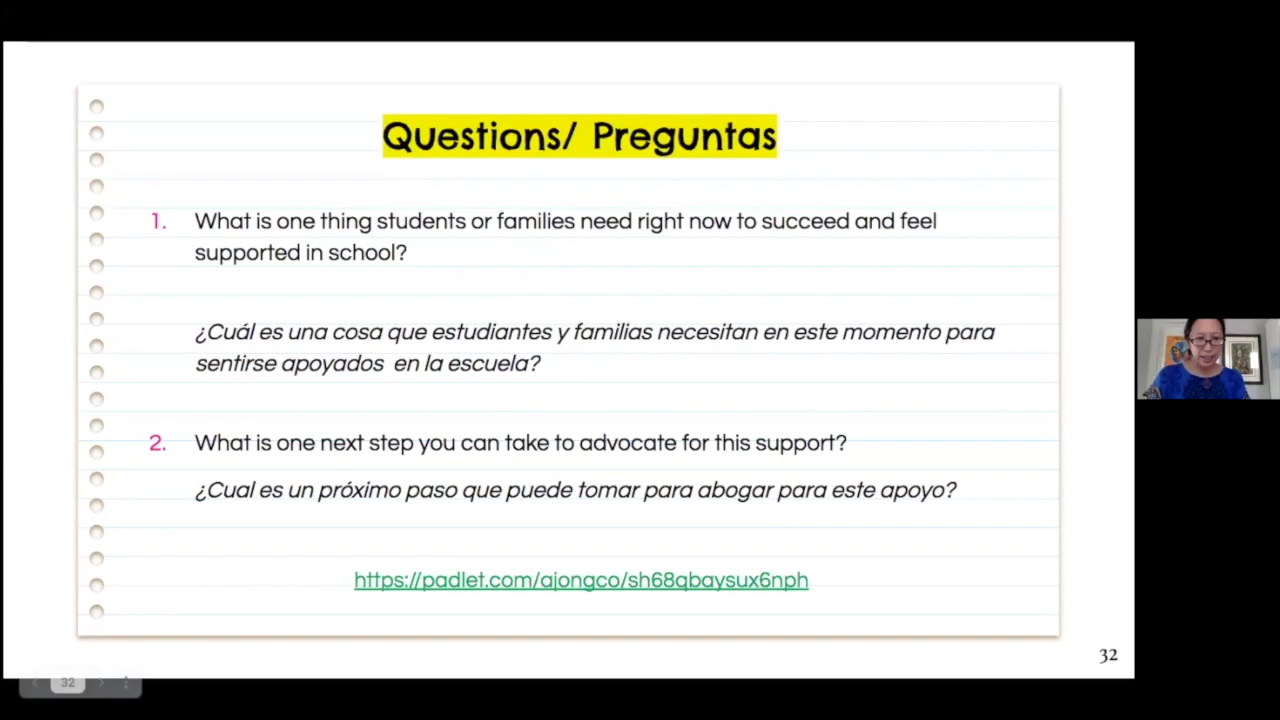 Questions/ Preguntas
1. What is one thing students or families need right now to succeed and feel
supported in school?
¿Cuál es una cosa que estudiantes y familias necesitan en este momento para
sentirse apoyados en la escuela?
2. What is one next step you can take to advocate for this support?
¿Cual es un próximo paso que puede tomar para abogar para este apoyo?
https://padlet.com/ajongco/sh68qbaysux6nph
32
32